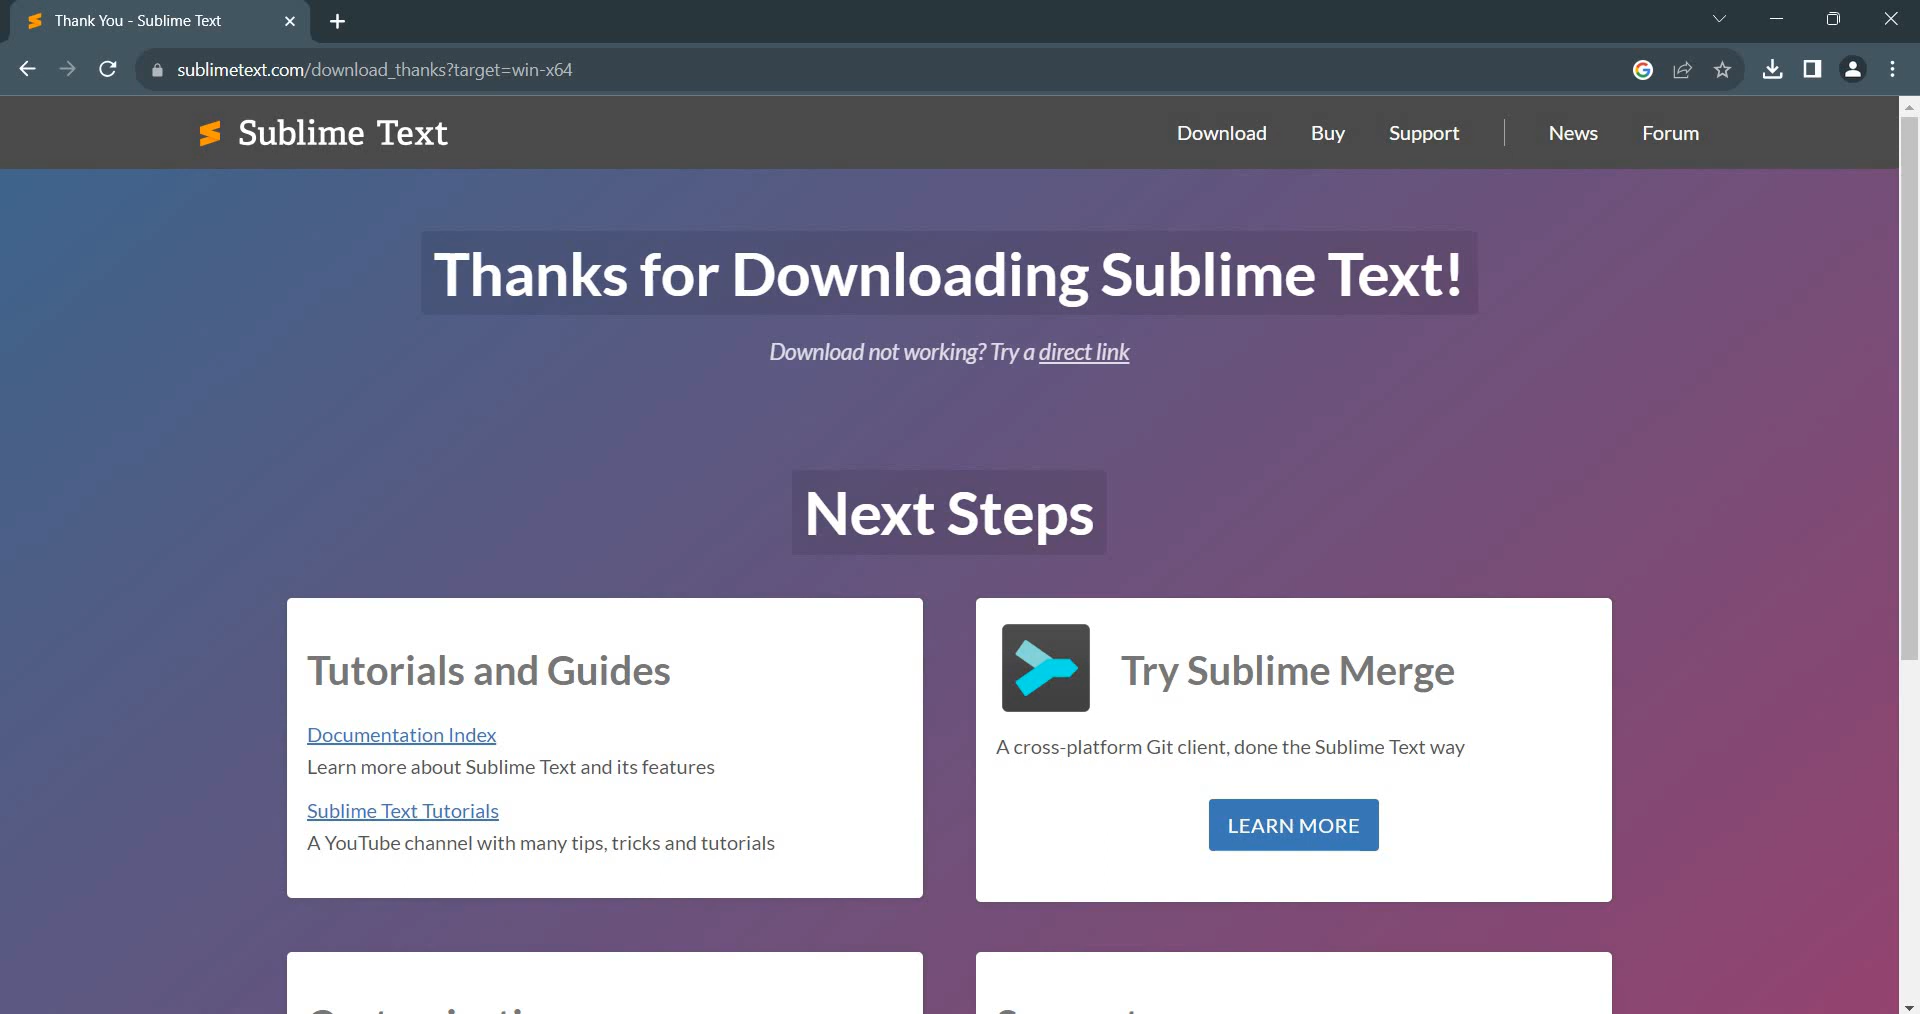 Thank You - Sublime Text
sublimetext.com/download_thanks?target=win-x64
Sublime Text
Download
Buy
Support
News
Forum
Thanks for Downloading Sublime Text!
Download not working? Try a direct link
Next Steps
Tutorials and Guides
Documentation Index
Learn more about Sublime Text and its features
Sublime Text Tutorials
A YouTube channel with many tips, tricks and tutorials
Try Sublime Merge
A cross-platform Git client, done the Sublime Text way
LEARN MORE